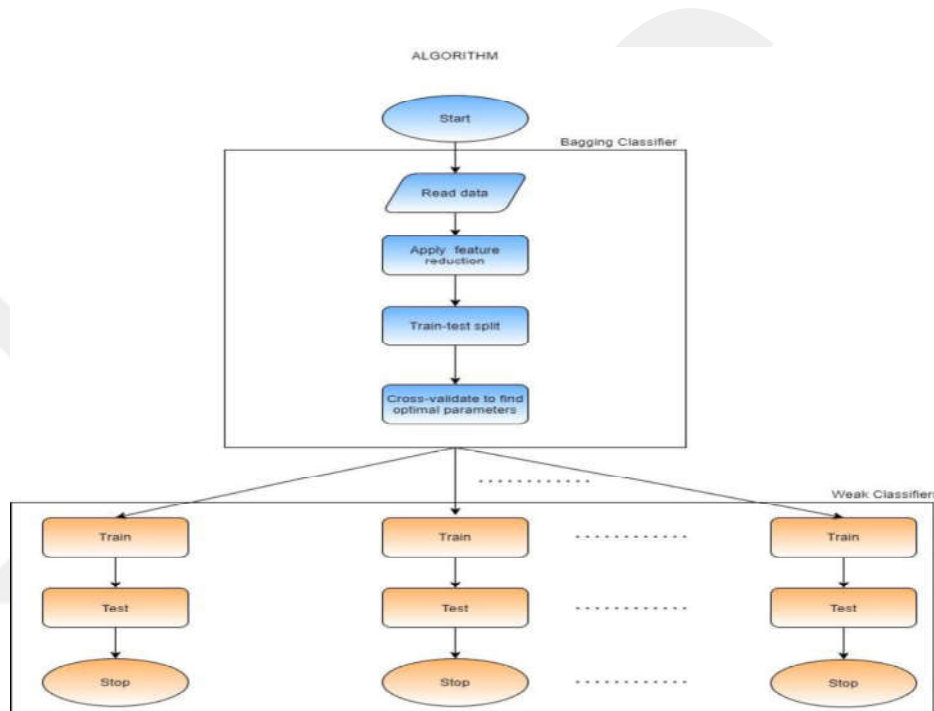 ALGORITHM
Start
Bagging Classifier
Read data
Apply feature
reduction
Train-test split
Cross-validate to find
optimal parameters
Weak Classifier
Train
Train
Train
Test
Test
Test
Stop
Stop
Stop